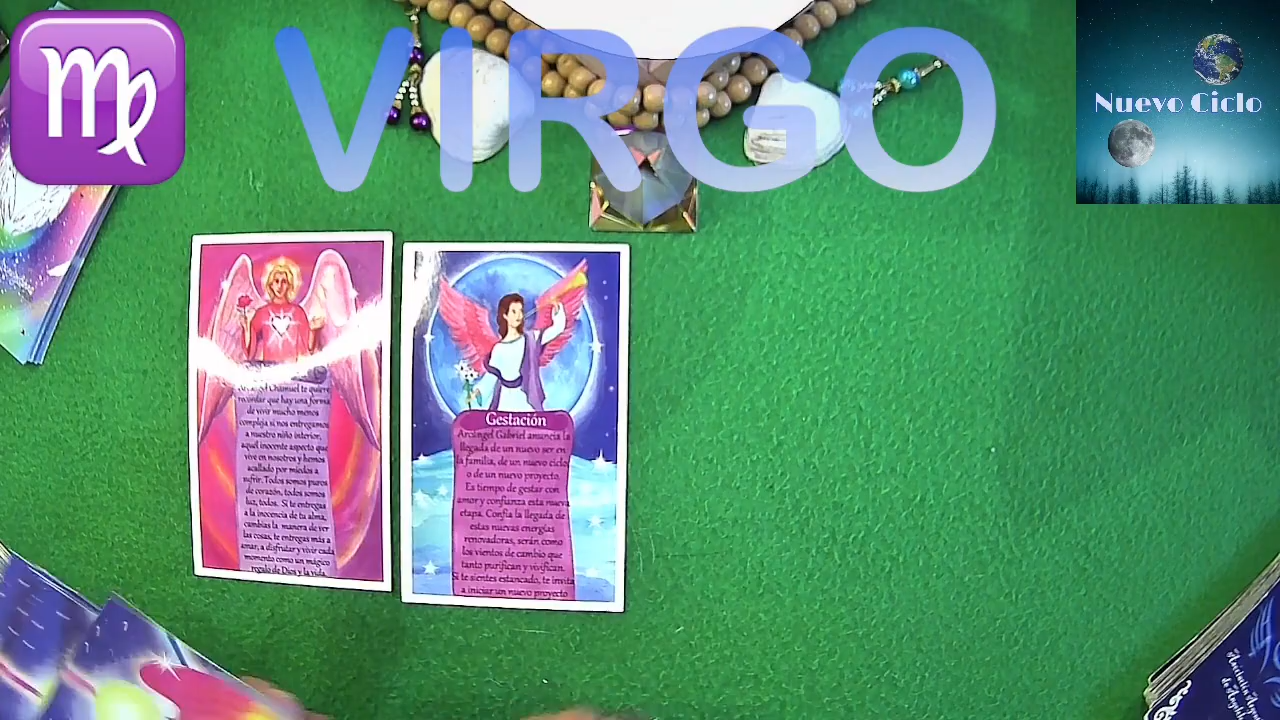 VIRGO
Nuevo Ciclo
Arcángel Chamuel te quiere
recordar que hay una forma
de vivir mucho menos
compleja si nos entregamos
a nuestro niño interior,
aquel inocente aspecto que
vive en nosotros y hemos
acallado por miedos a
sufrir. Todos somos puros
de corazón, todos somos
luz, todos. Si te entregas
a la inocencia de tu alma,
cambias la manera de ver
las cosas, te entregas más a
amar, a disfrutar y vivir cada
momento como un mágico
regalo de Dios y la vida
Gestación
Arcángel Gabriel anuncia la
llegada de un nuevo ser en
la familia, de un nuevo ciclo
o de un nuevo proyecto.
Es tiempo de gestar con
amor y confianza esta nueva
etapa. Confía la llegada de
estas nuevas energías
renovadoras, serán como
los vientos de cambio que
tanto purifican y vivifican.
Si te sientes estancado, te invita
a iniciar un nuevo proyecto